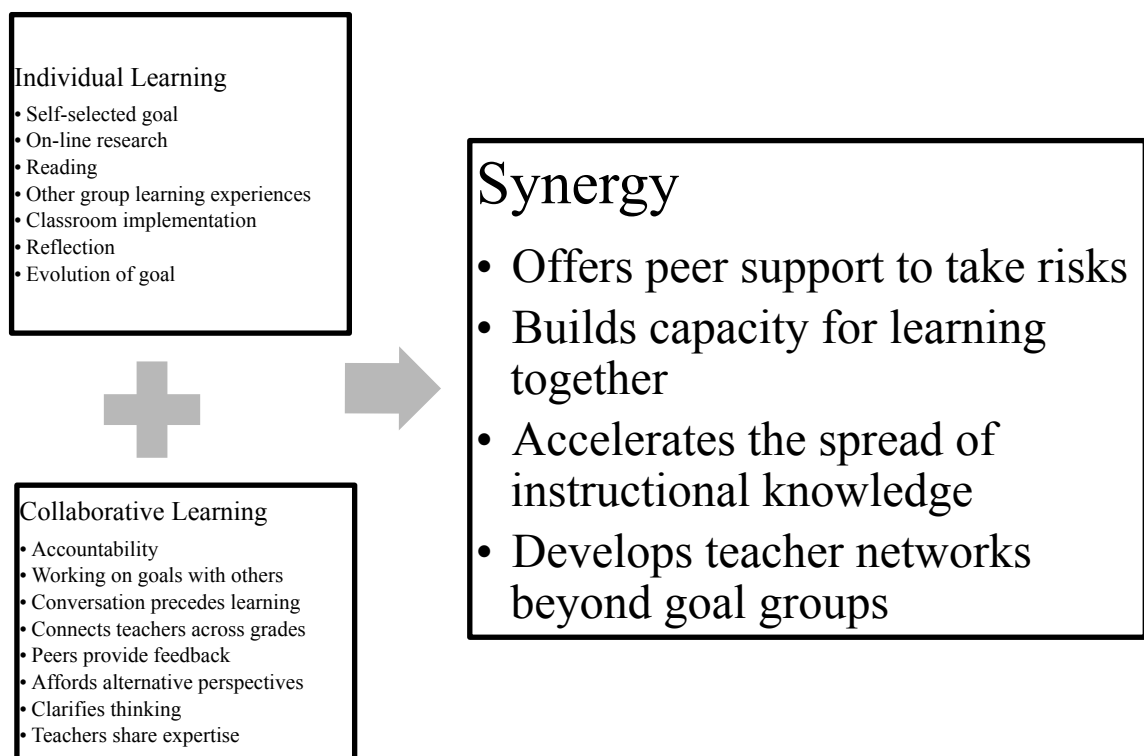 Individual Learning
• Self-selected goal
• On-line research
• Reading
• Other group learning experiences
• Classroom implementation
• Reflection
• Evolution of goal
Collaborative Learning
• Accountability
• Working on goals with others
• Conversation precedes learning
• Connects teachers across grades
• Peers provide feedback
• Affords alternative perspectives
• Clarifies thinking
• Teachers share expertise
Synergy
• Offers peer support to take risks
• Builds capacity for learning
together
• Accelerates the spread of
instructional knowledge
• Develops teacher networks
beyond goal groups